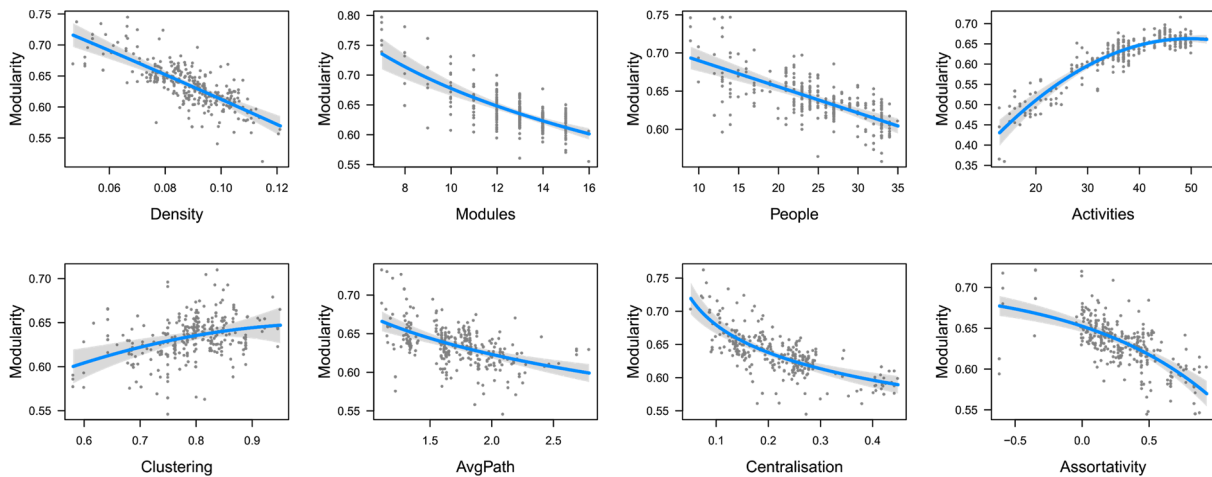 Modularity
0.75
0.70
0.65
0.60
0.55
0.06 0.08 0.10 0.12
Density
Modularity
0.80
0.75
0.70
0.65
0.60
0.55
8 10 12 14 16
Modules
Modularity
0.75
0.70
0.65
0.60
10 15 20 25 30 35
People
Modularity
0.70
0.65
0.60
0.55
0.50
0.45
0.40
0.35
20 30 40 50
Activities
Modularity
0.70
0.65
0.60
0.55
0.6 0.7 0.8 0.9
Clustering
Modularity
0.70
0.65
0.60
0.55
1.5 2.0 2.5
AvgPath
Modularity
0.75
0.70
0.65
0.60
0.55
0.1 0.2 0.3 0.4
Centralisation
Modularity
0.70
0.65
0.60
0.55
−0.5 0.0 0.5
Assortativity